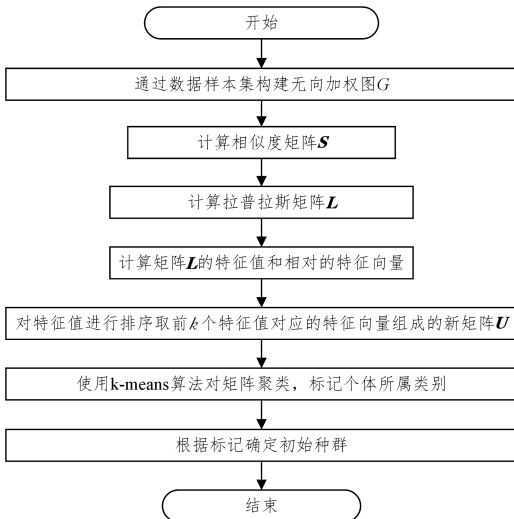 开始
通过数据样本集构建无向加权图G
计算相似度矩阵S
计算拉普拉斯矩阵L
计算矩阵L的特征值和相对的特征向量
对特征值进行排序取前k个特征值对应的特征向量组成的新矩阵U
使用k-means算法对矩阵聚类，标记个体所属类别
根据标记确定初始种群
结束